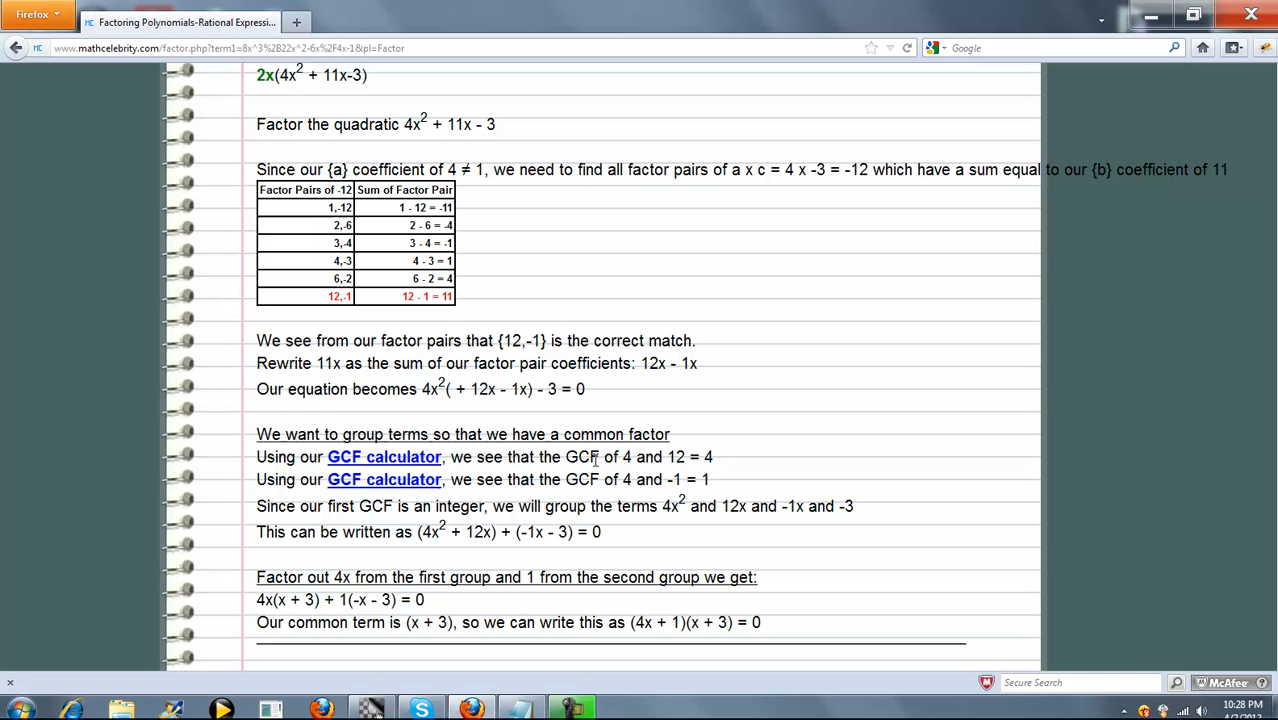 Firefox
Factoring Polynomials-Rational Expressi...
www.mathcelebrity.com/factor.php?term1=8x^3%2B22x^2-6x%2F4x-1&pl=Factor
Google
2x(4x² + 11x-3)
Factor the quadratic 4x² + 11x - 3
Since our {a} coefficient of 4 ≠ 1, we need to find all factor pairs of a x c = 4 x -3 = -12 which have a sum equal to our {b} coefficient of 11
Factor Pairs of -12 Sum of Factor Pair
1,-12 1 - 12 = -11
2,-6 2 - 6 = -4
3,-4 3 - 4 = -1
4,-3 4 - 3 = 1
6,-2 6 - 2 = 4
12,-1 12 - 1 = 11
We see from our factor pairs that {12,-1} is the correct match.
Rewrite 11x as the sum of our factor pair coefficients: 12x - 1x
Our equation becomes 4x²( + 12x - 1x) - 3 = 0
We want to group terms so that we have a common factor
Using our GCF calculator, we see that the GCF of 4 and 12 = 4
Using our GCF calculator, we see that the GCF of 4 and -1 = 1
Since our first GCF is an integer, we will group the terms 4x² and 12x and -1x and -3
This can be written as (4x² + 12x) + (-1x - 3) = 0
Factor out 4x from the first group and 1 from the second group we get:
4x(x + 3) + 1(-x - 3) = 0
Our common term is (x + 3), so we can write this as (4x + 1)(x + 3) = 0
Secure Search
McAfee
10:28 PM
4/2/2012